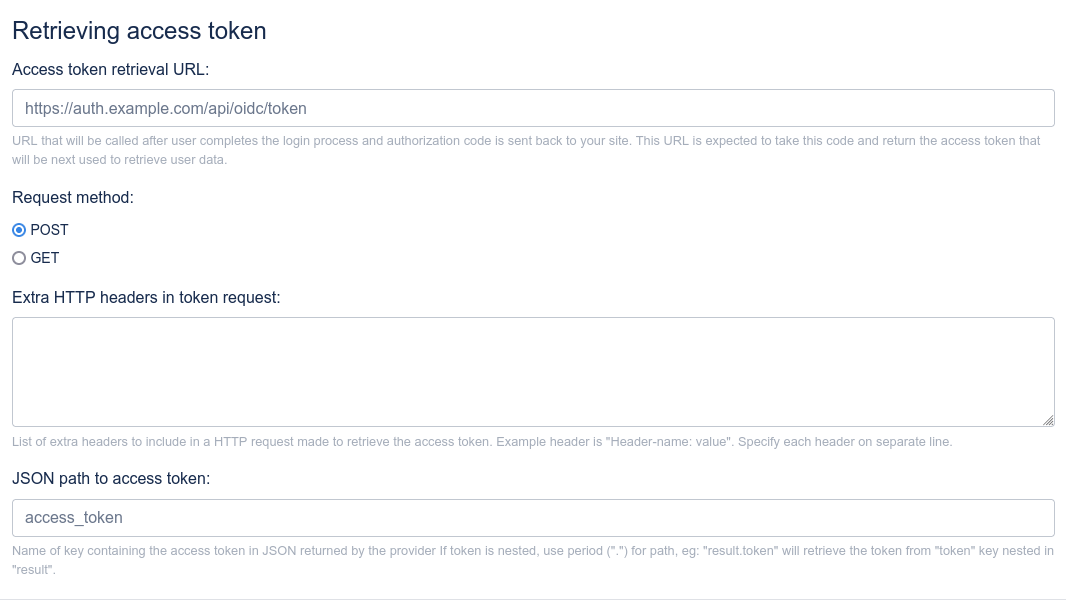 Retrieving access token
Access token retrieval URL:
https://auth.example.com/api/oidc/token
URL that will be called after user completes the login process and authorization code is sent back to your site. This URL is expected to take this code and return the access token that
will be next used to retrieve user data.
Request method:
POST
GET
Extra HTTP headers in token request:
List of extra headers to include in a HTTP request made to retrieve the access token. Example header is "Header-name: value". Specify each header on separate line.
JSON path to access token:
access_token
Name of key containing the access token in JSON returned by the provider If token is nested, use period (".") for path, eg: "result.token" will retrieve the token from "token" key nested in
"result".